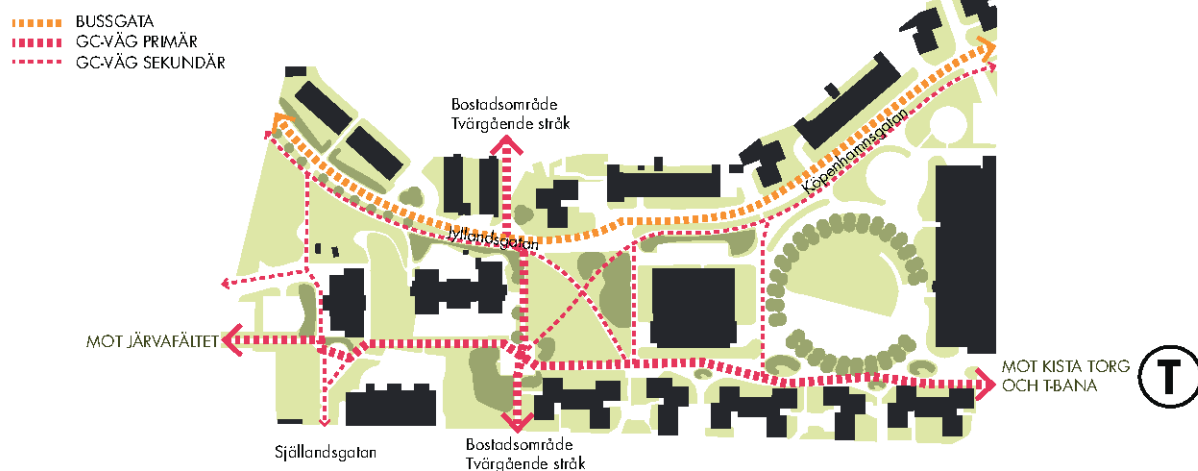 BUSSGATA
GC-VÄG PRIMÄR
GC-VÄG SEKUNDÄR
Bostadsområde
Tvärgående stråk
Köpenhamnsgatan
Jyllandsgatan
MOT JÄRVAFÄLTET
MOT KISTA TORG
OCH T-BANA
T
Själlandsgatan
Bostadsområde
Tvärgående stråk